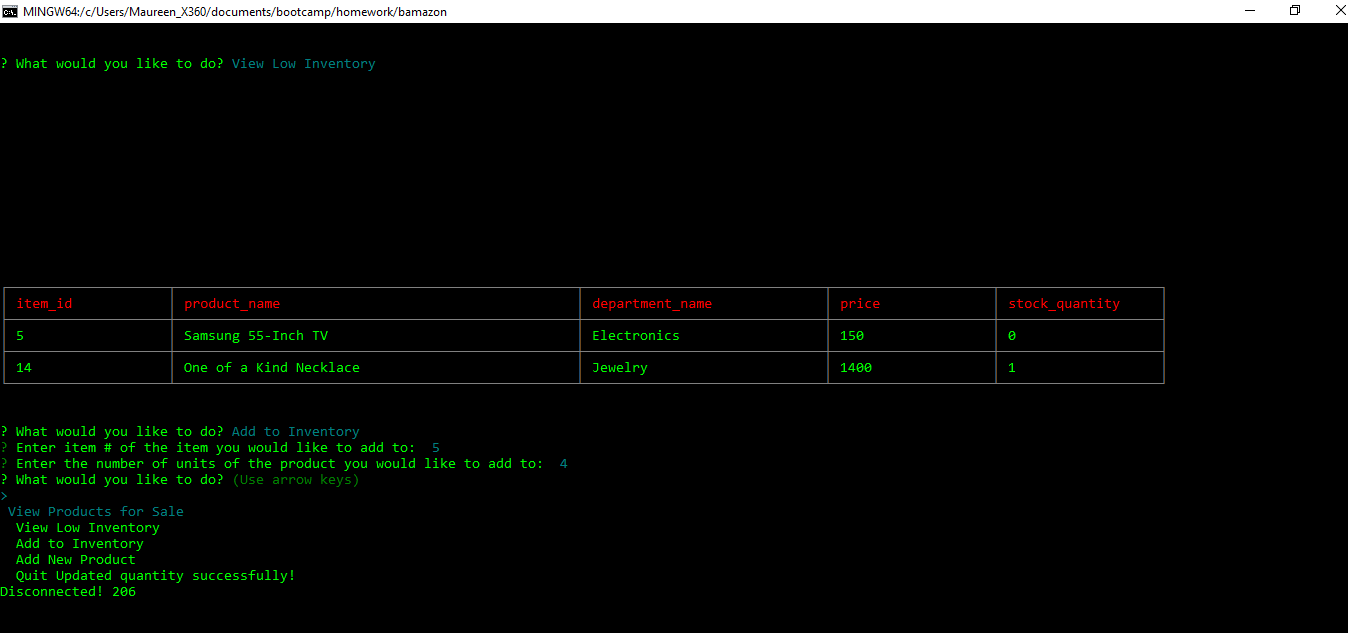 MINGW64:/c/Users/Maureen_X360/documents/bootcamp/homework/bamazon
? What would you like to do? View Low Inventory
item_id product_name department_name price stock_quantity
5 Samsung 55-Inch TV Electronics 150 0
14 One of a Kind Necklace Jewelry 1400 1
? What would you like to do? Add to Inventory
? Enter item # of the item you would like to add to: 5
? Enter the number of units of the product you would like to add to: 4
? What would you like to do? (Use arrow keys)
>
View Products for Sale
View Low Inventory
Add to Inventory
Add New Product
Quit Updated quantity successfully!
Disconnected! 206